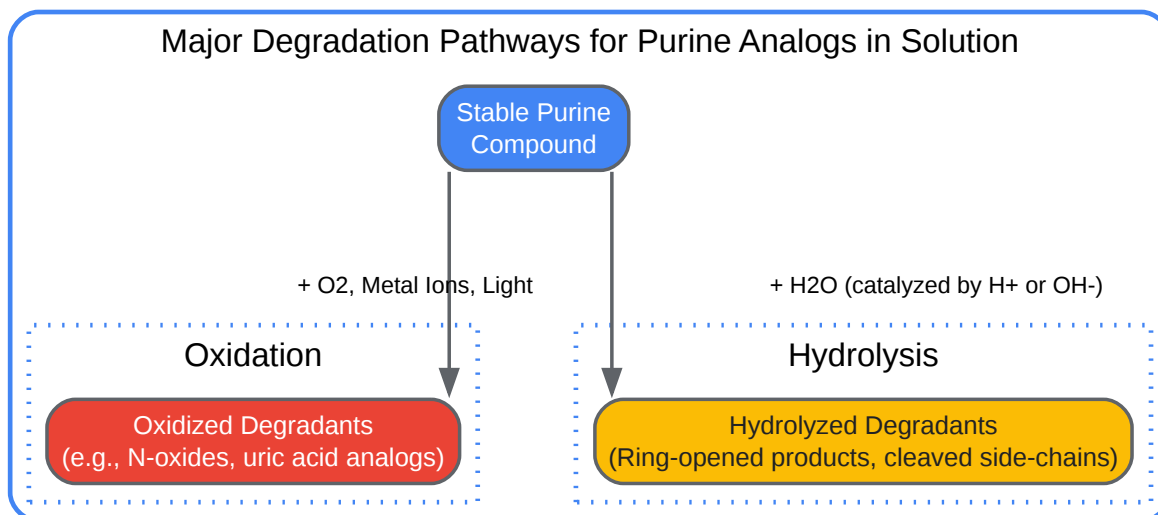 Major Degradation Pathways for Purine Analogs in Solution
Stable Purine
Compound
+ O2, Metal Ions, Light
+ H2O (catalyzed by H+ or OH-)
Oxidation
Hydrolysis
Oxidized Degradants
(e.g., N-oxides, uric acid analogs)
Hydrolyzed Degradants
(Ring-opened products, cleaved side-chains)